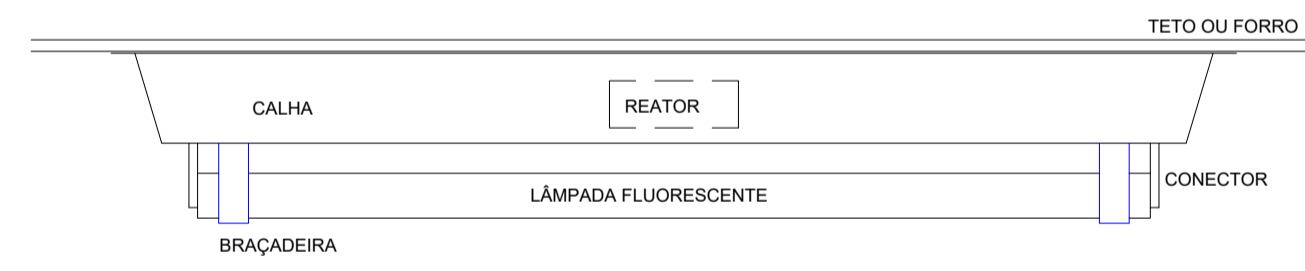 TETO OU FORRO
CALHA
REATOR
LÂMPADA FLUORESCENTE
CONECTOR
BRAÇADEIRA